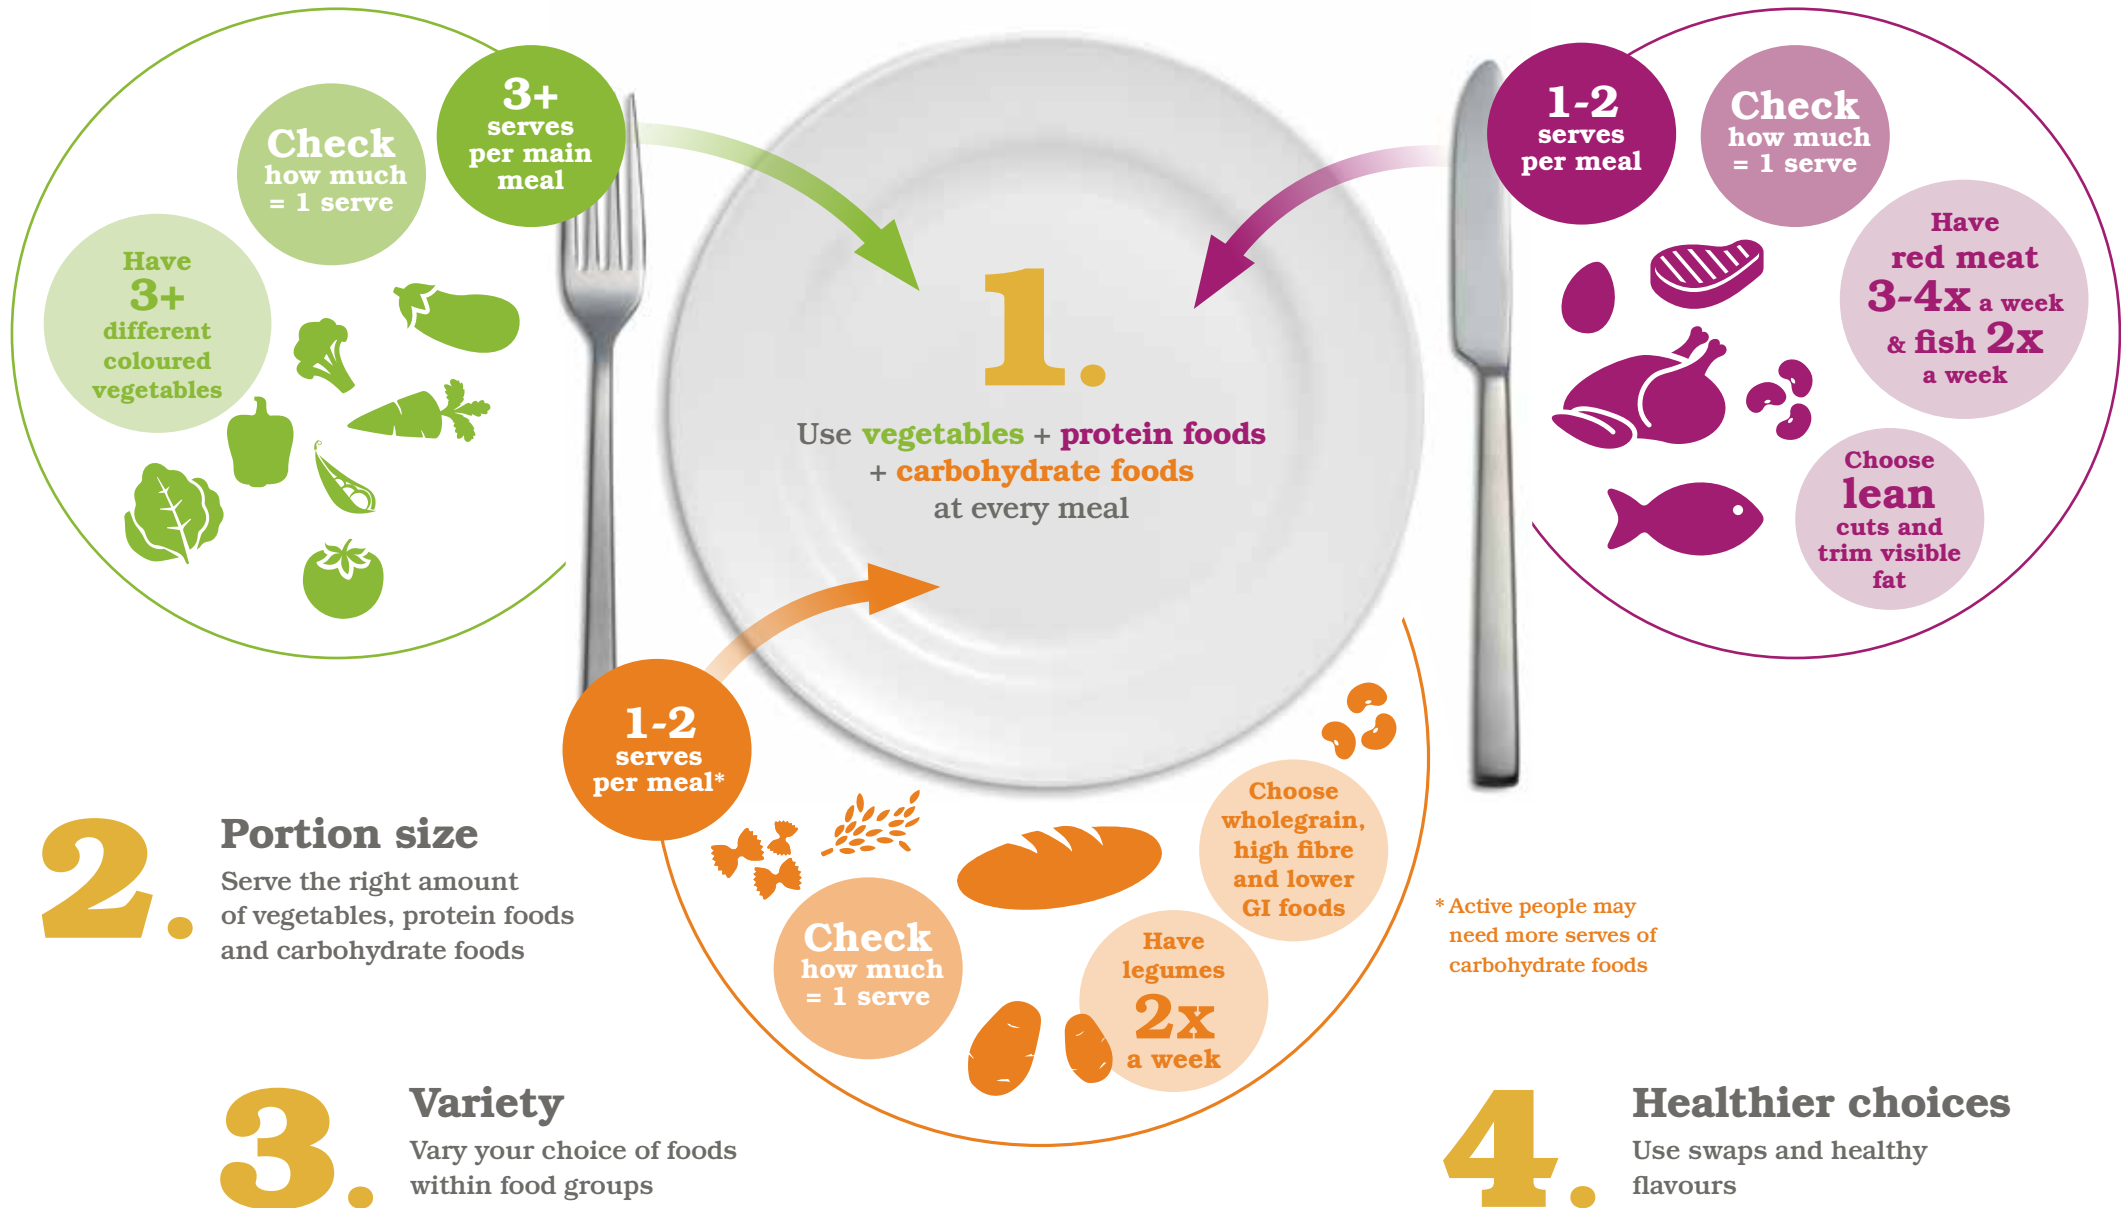 3+
serves
per main
meal
Check
how much
= 1 serve
Have
3+
different
coloured
vegetables
1-2
serves
per meal
Check
how much
= 1 serve
Have
red meat
3-4x a week
& fish 2x
a week
Choose
lean
cuts and
trim visible
fat
1.
Use vegetables + protein foods
+ carbohydrate foods
at every meal
1-2
serves
per meal*
Check
how much
= 1 serve
Choose
wholegrain,
high fibre
and lower
GI foods
Have
legumes
2x
a week
* Active people may
need more serves of
carbohydrate foods
2.
Portion size
Serve the right amount
of vegetables, protein foods
and carbohydrate foods
3.
Variety
Vary your choice of foods
within food groups
4.
Healthier choices
Use swaps and healthy
flavours